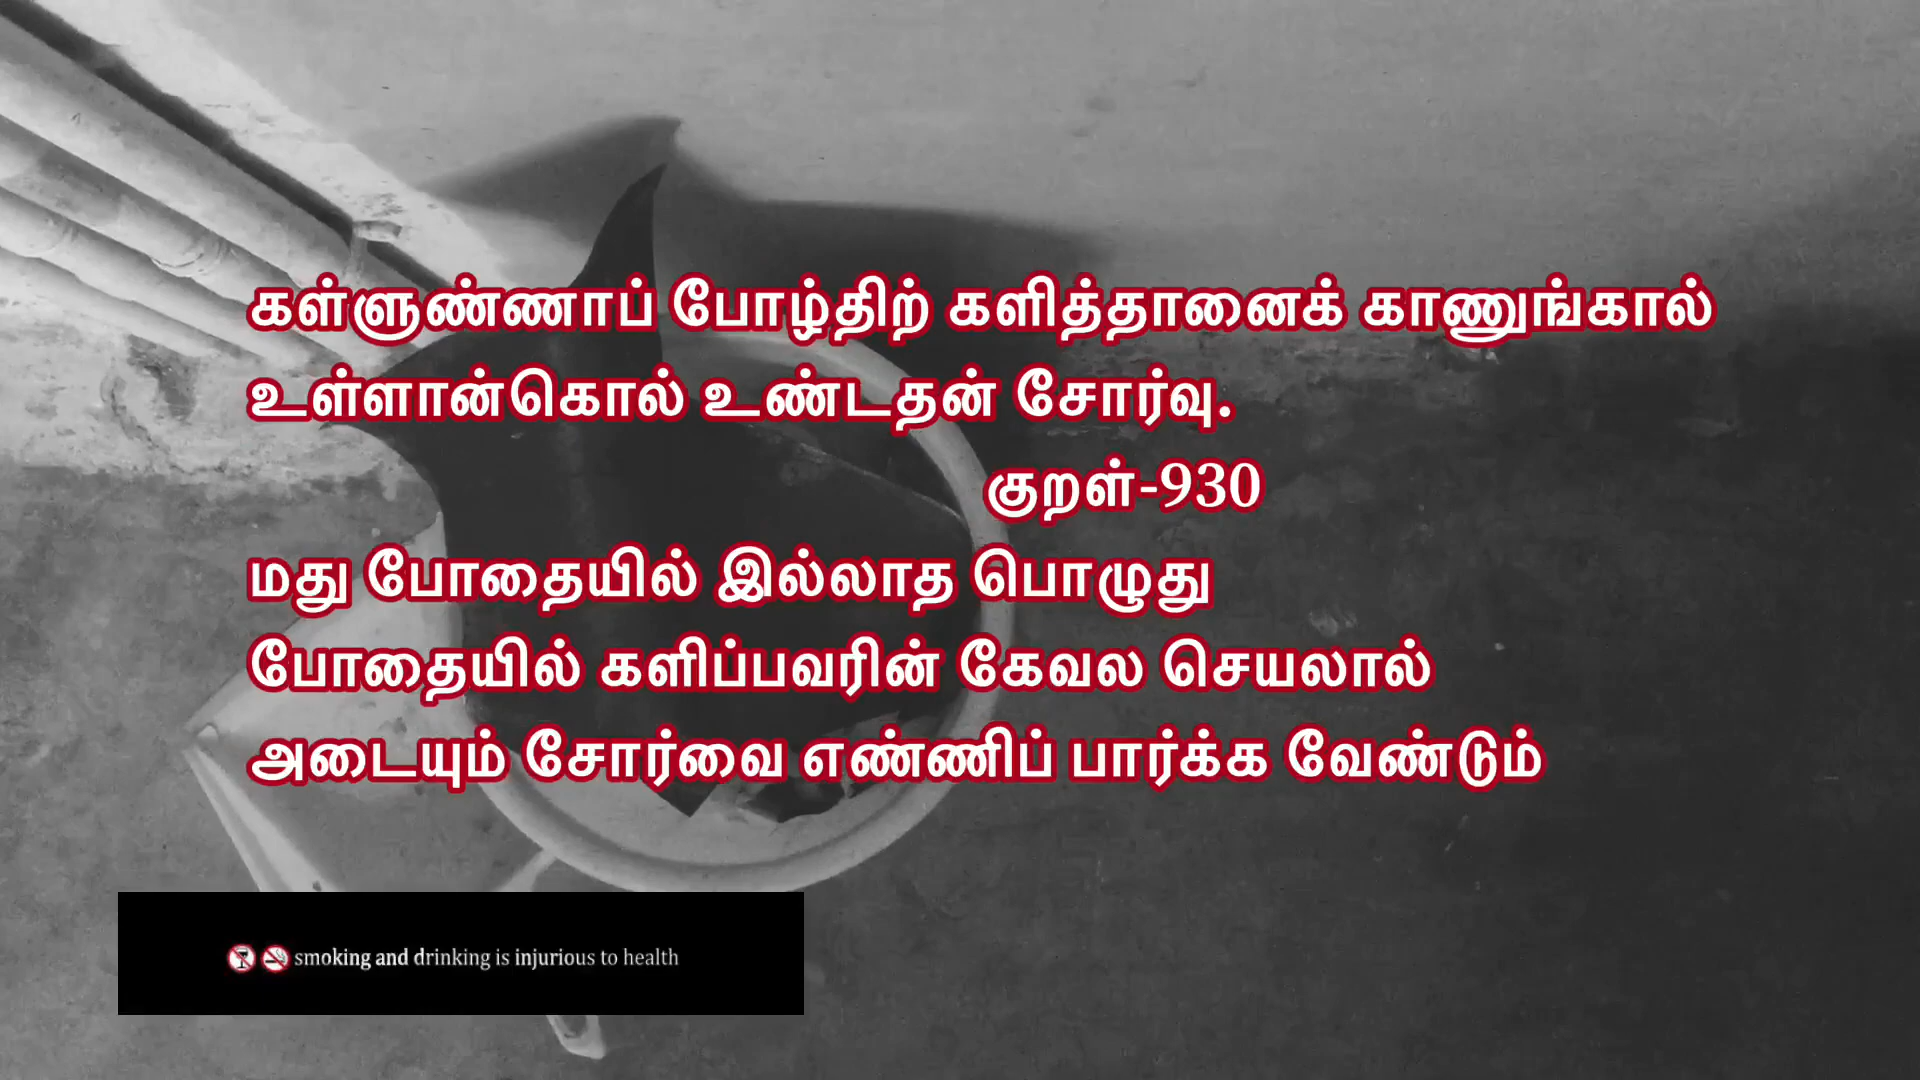 கள்ளுண்ணாப் போழ்திற் களித்தானைக் காணுங்கால்
உள்ளான்கொல் உண்டதன் சோர்வு.
குறள்-930
மது போதையில் இல்லாத பொழுது
போதையில் களிப்பவரின் கேவல செயலால்
அடையும் சோர்வை எண்ணிப் பார்க்க வேண்டும்
smoking and drinking is injurious to health